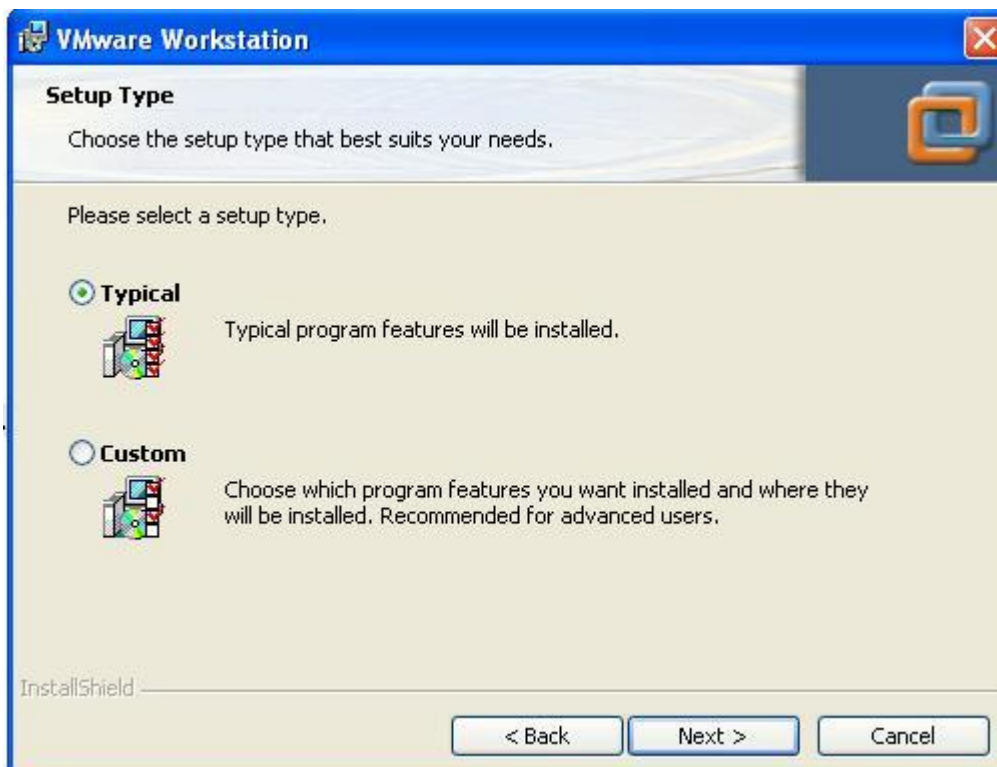 VMware Workstation
Setup Type
Choose the setup type that best suits your needs.
Please select a setup type.
Typical
Typical program features will be installed.
Custom
Choose which program features you want installed and where they
will be installed. Recommended for advanced users.
InstallShield
< Back
Next >
Cancel